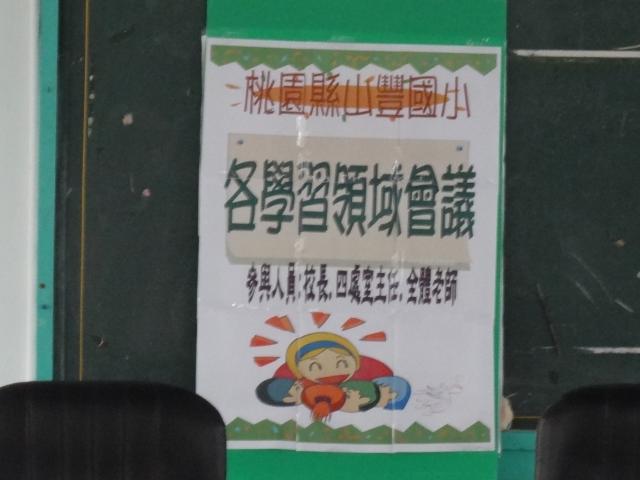 桃園縣山豐國小
各學習領域會議
參與人員:校長.四處室主任.全體老師